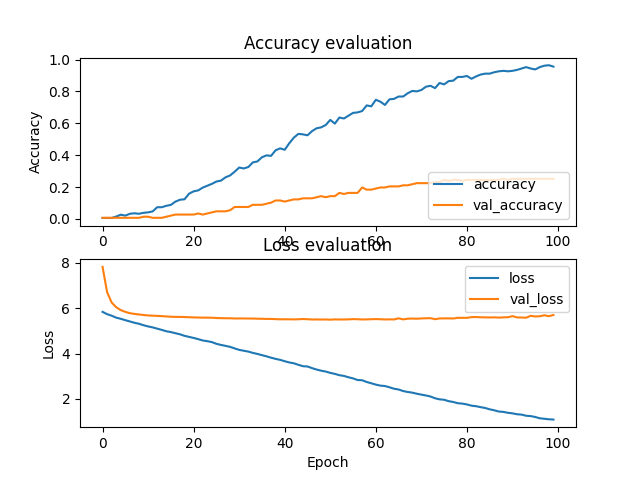 Accuracy evaluation
1.0
0.8
0.6
0.4
0.2
0.0
Accuracy
accuracy
val_accuracy
0 20 40 60 80 100
Loss evaluation
8
6
4
2
Loss
loss
val_loss
0 20 40 60 80 100
Epoch